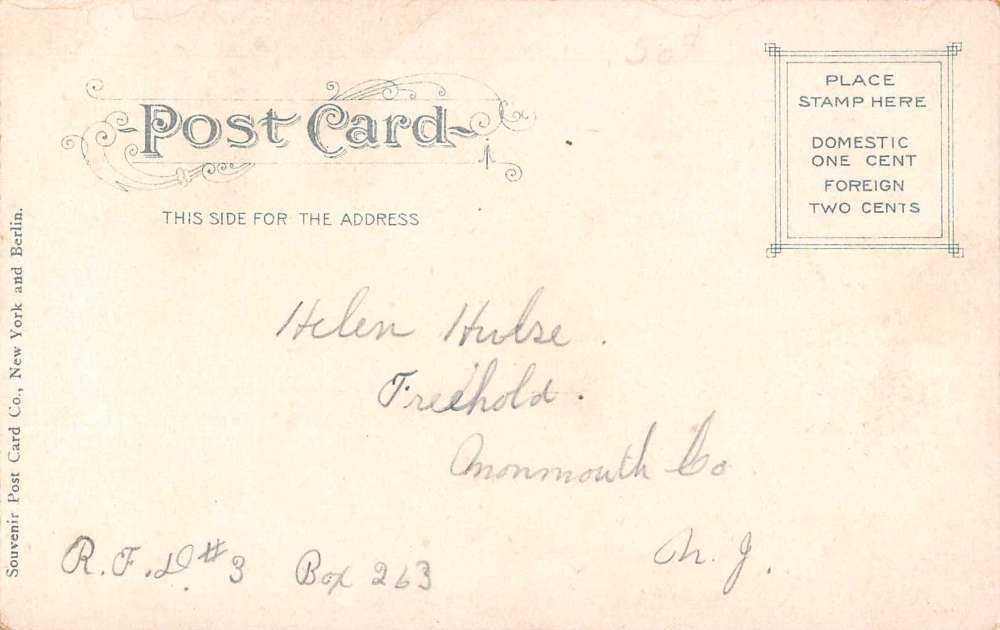 50¢
PLACE
STAMP HERE
DOMESTIC
ONE CENT
FOREIGN
TWO CENTS
Post Card
THIS SIDE FOR THE ADDRESS
Souvenir Post Card Co., New York and Berlin.
Helen Hulse.
Freehold.
Monmouth Co
N. J.
R. F. D #3 Box 263